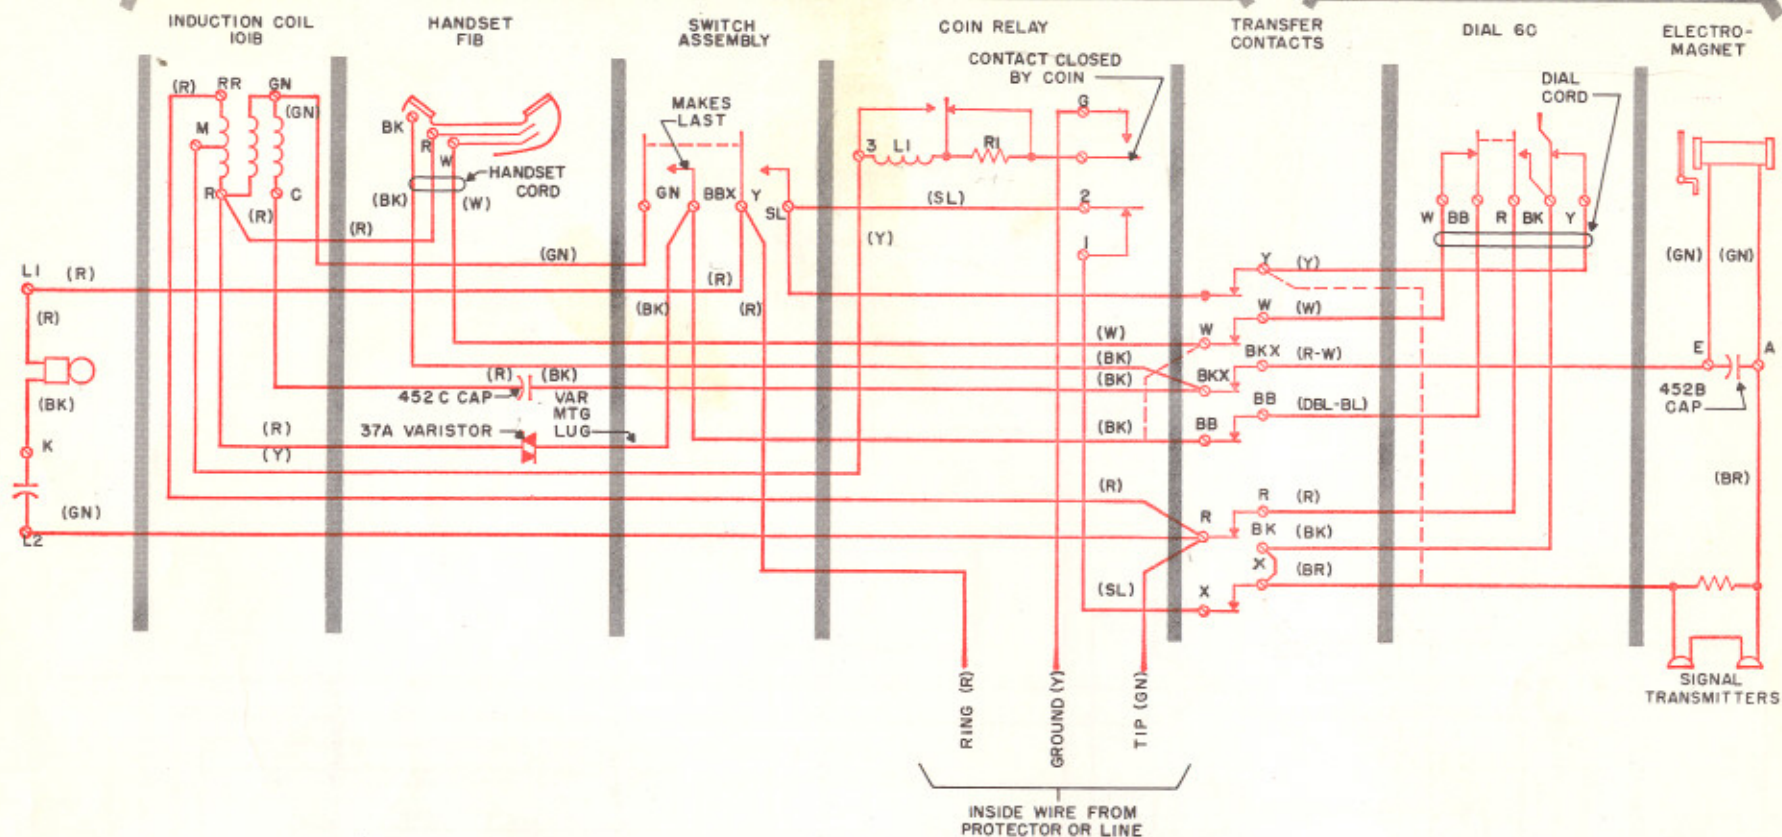 INDUCTION COIL
101B
HANDSET
F1B
SWITCH
ASSEMBLY
COIN RELAY
TRANSFER
CONTACTS
DIAL 6C
ELECTRO-
MAGNET
CONTACT CLOSED
BY COIN
DIAL
CORD
(R) RR GN
(GN)
M
R
(R)
C
BK
R
W
HANDSET
CORD
(BK)
(W)
(R)
MAKES
LAST
GN BBX Y
SL
(GN)
(R)
(BK)
(R)
3 L1 R1
G
2
1
(SL)
(Y)
W BB R BK Y
(GN) (GN)
L1 (R)
(R)
(BK)
K
(GN)
L2
(R) (BK)
452C CAP
VAR
MTG
LUG
37A VARISTOR
(R)
(Y)
(W)
(BK)
(BK)
(BK)
(R)
(SL)
Y (Y)
W (W)
W
BKX (R-W)
BKX
BB (DBL-BL)
BB
R (R)
R
BK (BK)
X (BR)
X
E A
452B
CAP
(BR)
SIGNAL
TRANSMITTERS
RING (R)
GROUND (Y)
TIP (GN)
INSIDE WIRE FROM
PROTECTOR OR LINE